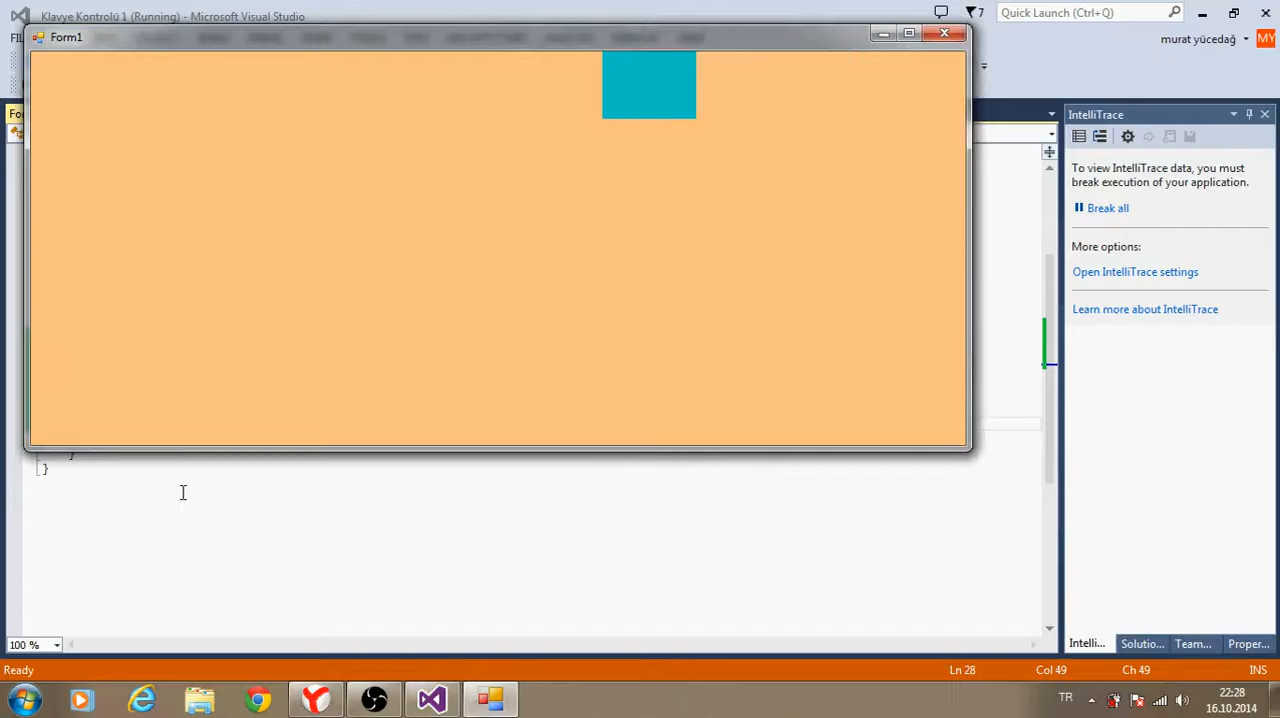 Klavye Kontrolü 1 (Running) - Microsoft Visual Studio
7
Quick Launch (Ctrl+Q)
Form1
murat yücedağ
MY
IntelliTrace
To view IntelliTrace data, you must
break execution of your application.
Break all
More options:
Open IntelliTrace settings
Learn more about IntelliTrace
}
}
100 %
Intelli...
Solutio...
Team...
Proper...
Ready
Ln 28
Col 49
Ch 49
INS
TR
22:28
16.10.2014